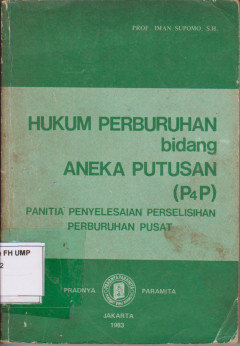 PROF. IMAN SUPOMO, S.H.
HUKUM PERBURUHAN
bidang
ANEKA PUTUSAN
(P4P)
PANITIA PENYELESAIAN PERSELISIHAN
PERBURUHAN PUSAT
FH UMP
2
PRADNYA PARAMITA
JAKARTA
1983